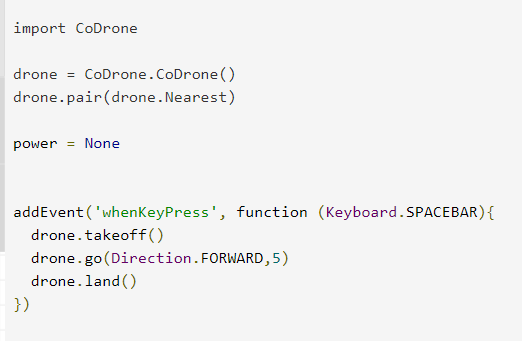 import CoDrone
drone = CoDrone.CoDrone()
drone.pair(drone.Nearest)
power = None
addEvent('whenKeyPress', function (Keyboard.SPACEBAR){
  drone.takeoff()
  drone.go(Direction.FORWARD,5)
  drone.land()
})